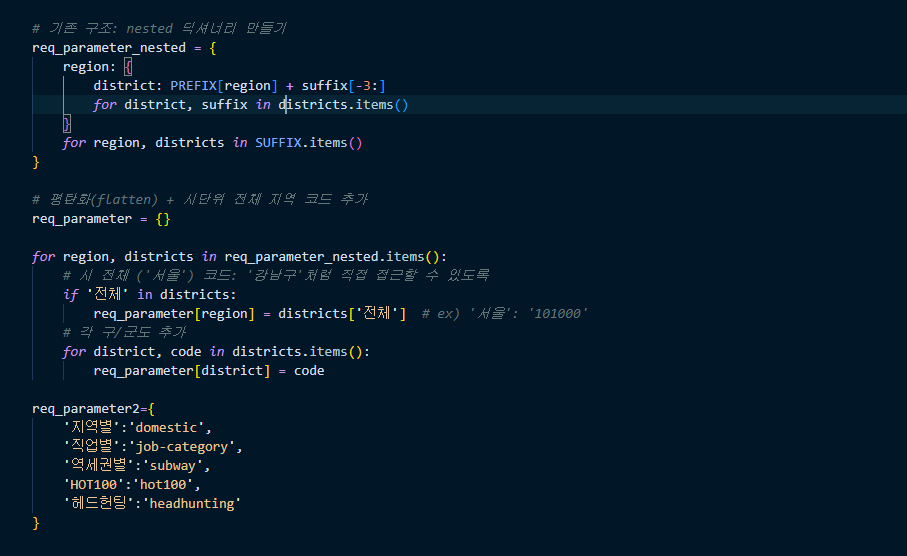 # 기존 구조: nested 딕셔너리 만들기
req_parameter_nested = {
    region: {
        district: PREFIX[region] + suffix[-3:]
        for district, suffix in districts.items()
    }
    for region, districts in SUFFIX.items()
}
# 평탄화(flatten) + 시단위 전체 지역 코드 추가
req_parameter = {}
for region, districts in req_parameter_nested.items():
    # 시 전체 ('서울') 코드: '강남구'처럼 직접 접근할 수 있도록
    if '전체' in districts:
        req_parameter[region] = districts['전체']  # ex) '서울': '101000'
    # 각 구/군도 추가
    for district, code in districts.items():
        req_parameter[district] = code
req_parameter2={
    '지역별':'domestic',
    '직업별':'job-category',
    '역세권별':'subway',
    'HOT100':'hot100',
    '헤드헌팅':'headhunting'
}